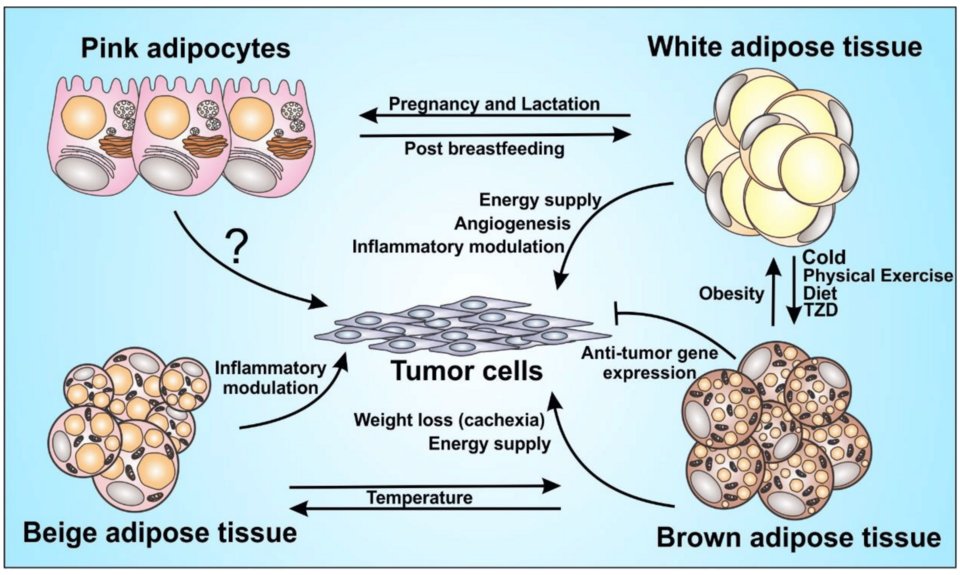 Pink adipocytes
White adipose tissue
Pregnancy and Lactation
Post breastfeeding
Energy supply
Angiogenesis
Inflammatory modulation
?
Cold
Physical Exercise
Diet
TZD
Obesity
Inflammatory
modulation
Tumor cells
Anti-tumor gene
expression
Weight loss (cachexia)
Energy supply
Temperature
Beige adipose tissue
Brown adipose tissue